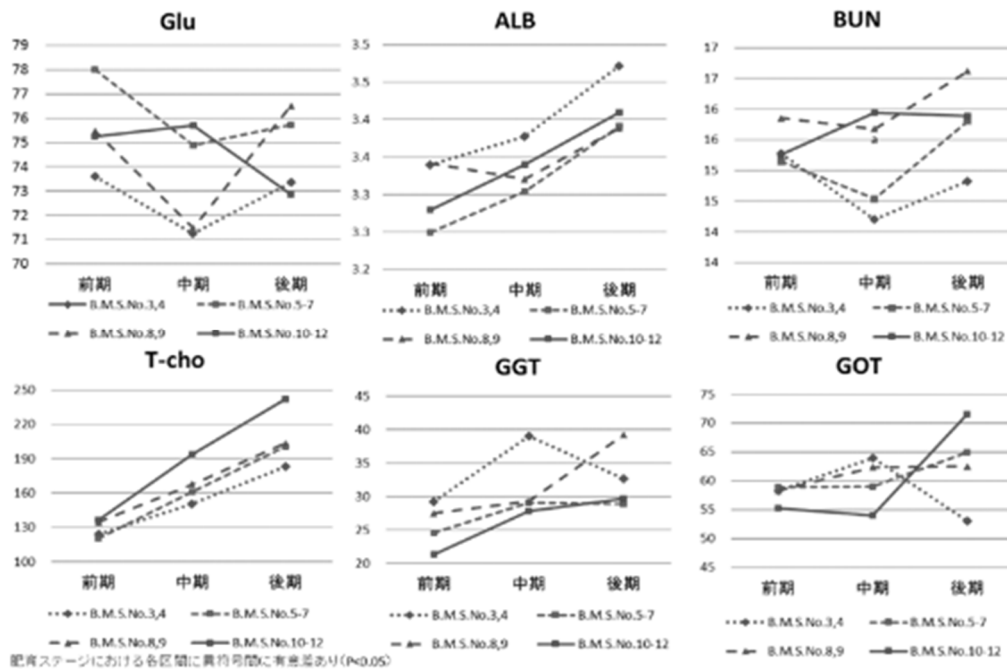 Glu
79
78
77
76
75
74
73
72
71
70
前期 中期 後期
B.M.S.No.3,4 B.M.S.No.5-7
B.M.S.No.8,9 B.M.S.No.10-12
ALB
3.5
3.5
3.4
3.4
3.3
3.3
3.2
前期 中期 後期
B.M.S.No.3,4 B.M.S.No.5-7
B.M.S.No.8,9 B.M.S.No.10-12
BUN
17
17
16
16
15
15
14
14
前期 中期 後期
B.M.S.No.3,4 B.M.S.No.5-7
B.M.S.No.8,9 B.M.S.No.10-12
T-cho
250
220
190
160
130
100
前期 中期 後期
B.M.S.No.3,4 B.M.S.No.5-7
B.M.S.No.8,9 B.M.S.No.10-12
GGT
45
40
35
30
25
20
前期 中期 後期
B.M.S.No.3,4 B.M.S.No.5-7
B.M.S.No.8,9 B.M.S.No.10-12
GOT
75
70
65
60
55
50
45
前期 中期 後期
B.M.S.No.3,4 B.M.S.No.5-7
B.M.S.No.8,9 B.M.S.No.10-12
肥育ステージにおける各区間に異符号間に有意差あり(P<0.05)